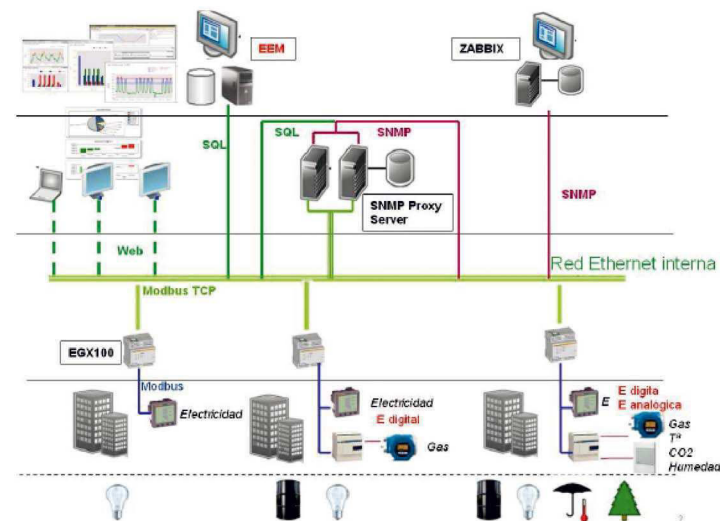 EEM
ZABBIX
SQL
SQL
SNMP
SNMP Proxy
Server
SNMP
Web
Red Ethernet interna
Modbus TCP
EGX100
Modbus
Electricidad
Electricidad
E digital
Gas
E
E digita
E analógica
Gas
Tª
CO2
Humedad